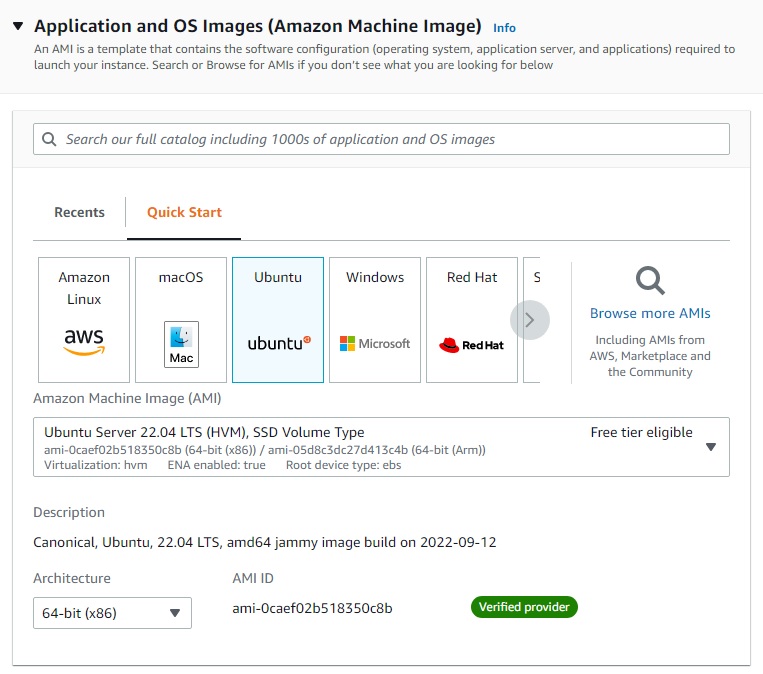 Application and OS Images (Amazon Machine Image) Info
An AMI is a template that contains the software configuration (operating system, application server, and applications) required to
launch your instance. Search or Browse for AMIs if you don't see what you are looking for below
Search our full catalog including 1000s of application and OS images
Recents
Quick Start
Amazon
Linux
aws
macOS
Mac
Ubuntu
ubuntu
Windows
Microsoft
Red Hat
Red Hat
S
Browse more AMIs
Including AMIs from
AWS, Marketplace and
the Community
Amazon Machine Image (AMI)
Ubuntu Server 22.04 LTS (HVM), SSD Volume Type
Free tier eligible
ami-0caef02b518350c8b (64-bit (x86)) / ami-05d8c3dc27d413c4b (64-bit (Arm))
Virtualization: hvm ENA enabled: true Root device type: ebs
Description
Canonical, Ubuntu, 22.04 LTS, amd64 jammy image build on 2022-09-12
Architecture
64-bit (x86)
AMI ID
ami-0caef02b518350c8b
Verified provider